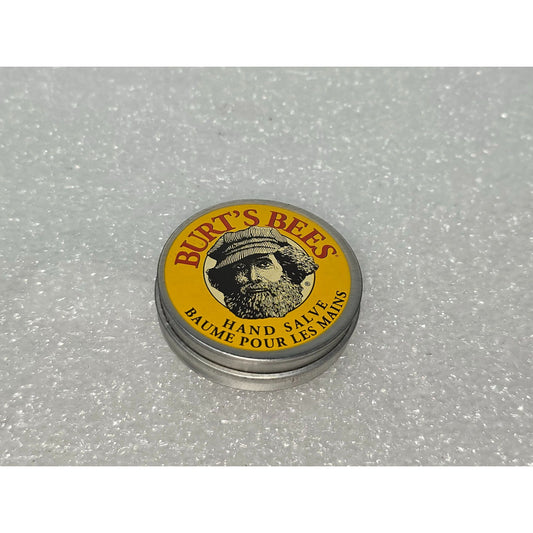 BURT'S BEES®
HAND SALVE
BAUME POUR LES MAINS